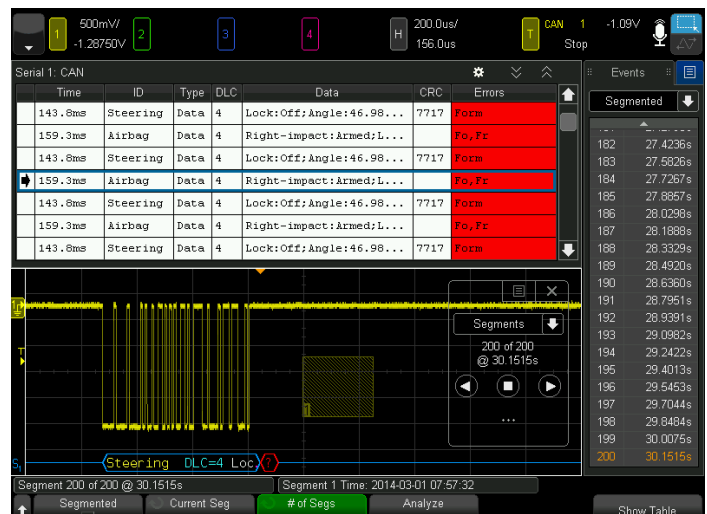 1 500mV/ -1.28750V 2 3 4 H 200.0us/ 156.0us T CAN 1 Stop -1.09V
Serial 1: CAN
Time ID Type DLC Data CRC Errors
143.8ms Steering Data 4 Lock:Off;Angle:46.98... 7717 Form
159.3ms Airbag Data 4 Right-impact:Armed;L... Fo,Fr
143.8ms Steering Data 4 Lock:Off;Angle:46.98... 7717 Form
159.3ms Airbag Data 4 Right-impact:Armed;L... Fo,Fr
143.8ms Steering Data 4 Lock:Off;Angle:46.98... 7717 Form
159.3ms Airbag Data 4 Right-impact:Armed;L... Fo,Fr
143.8ms Steering Data 4 Lock:Off;Angle:46.98... 7717 Form
Events
Segmented
182 27.4236s
183 27.5826s
184 27.7267s
185 27.8857s
186 28.0298s
187 28.1888s
188 28.3329s
189 28.4920s
190 28.6360s
191 28.7951s
192 28.9391s
193 29.0982s
194 29.2422s
195 29.4013s
196 29.5453s
197 29.7044s
198 29.8484s
199 30.0075s
200 30.1515s
Segments
200 of 200
@ 30.1515s
...
T
1
S1
Steering DLC=4 Loc ?
Segment 200 of 200 @ 30.1515s
Segment 1 Time: 2014-03-01 07:57:32
Segmented
Current Seg
# of Segs
Analyze
Show Table